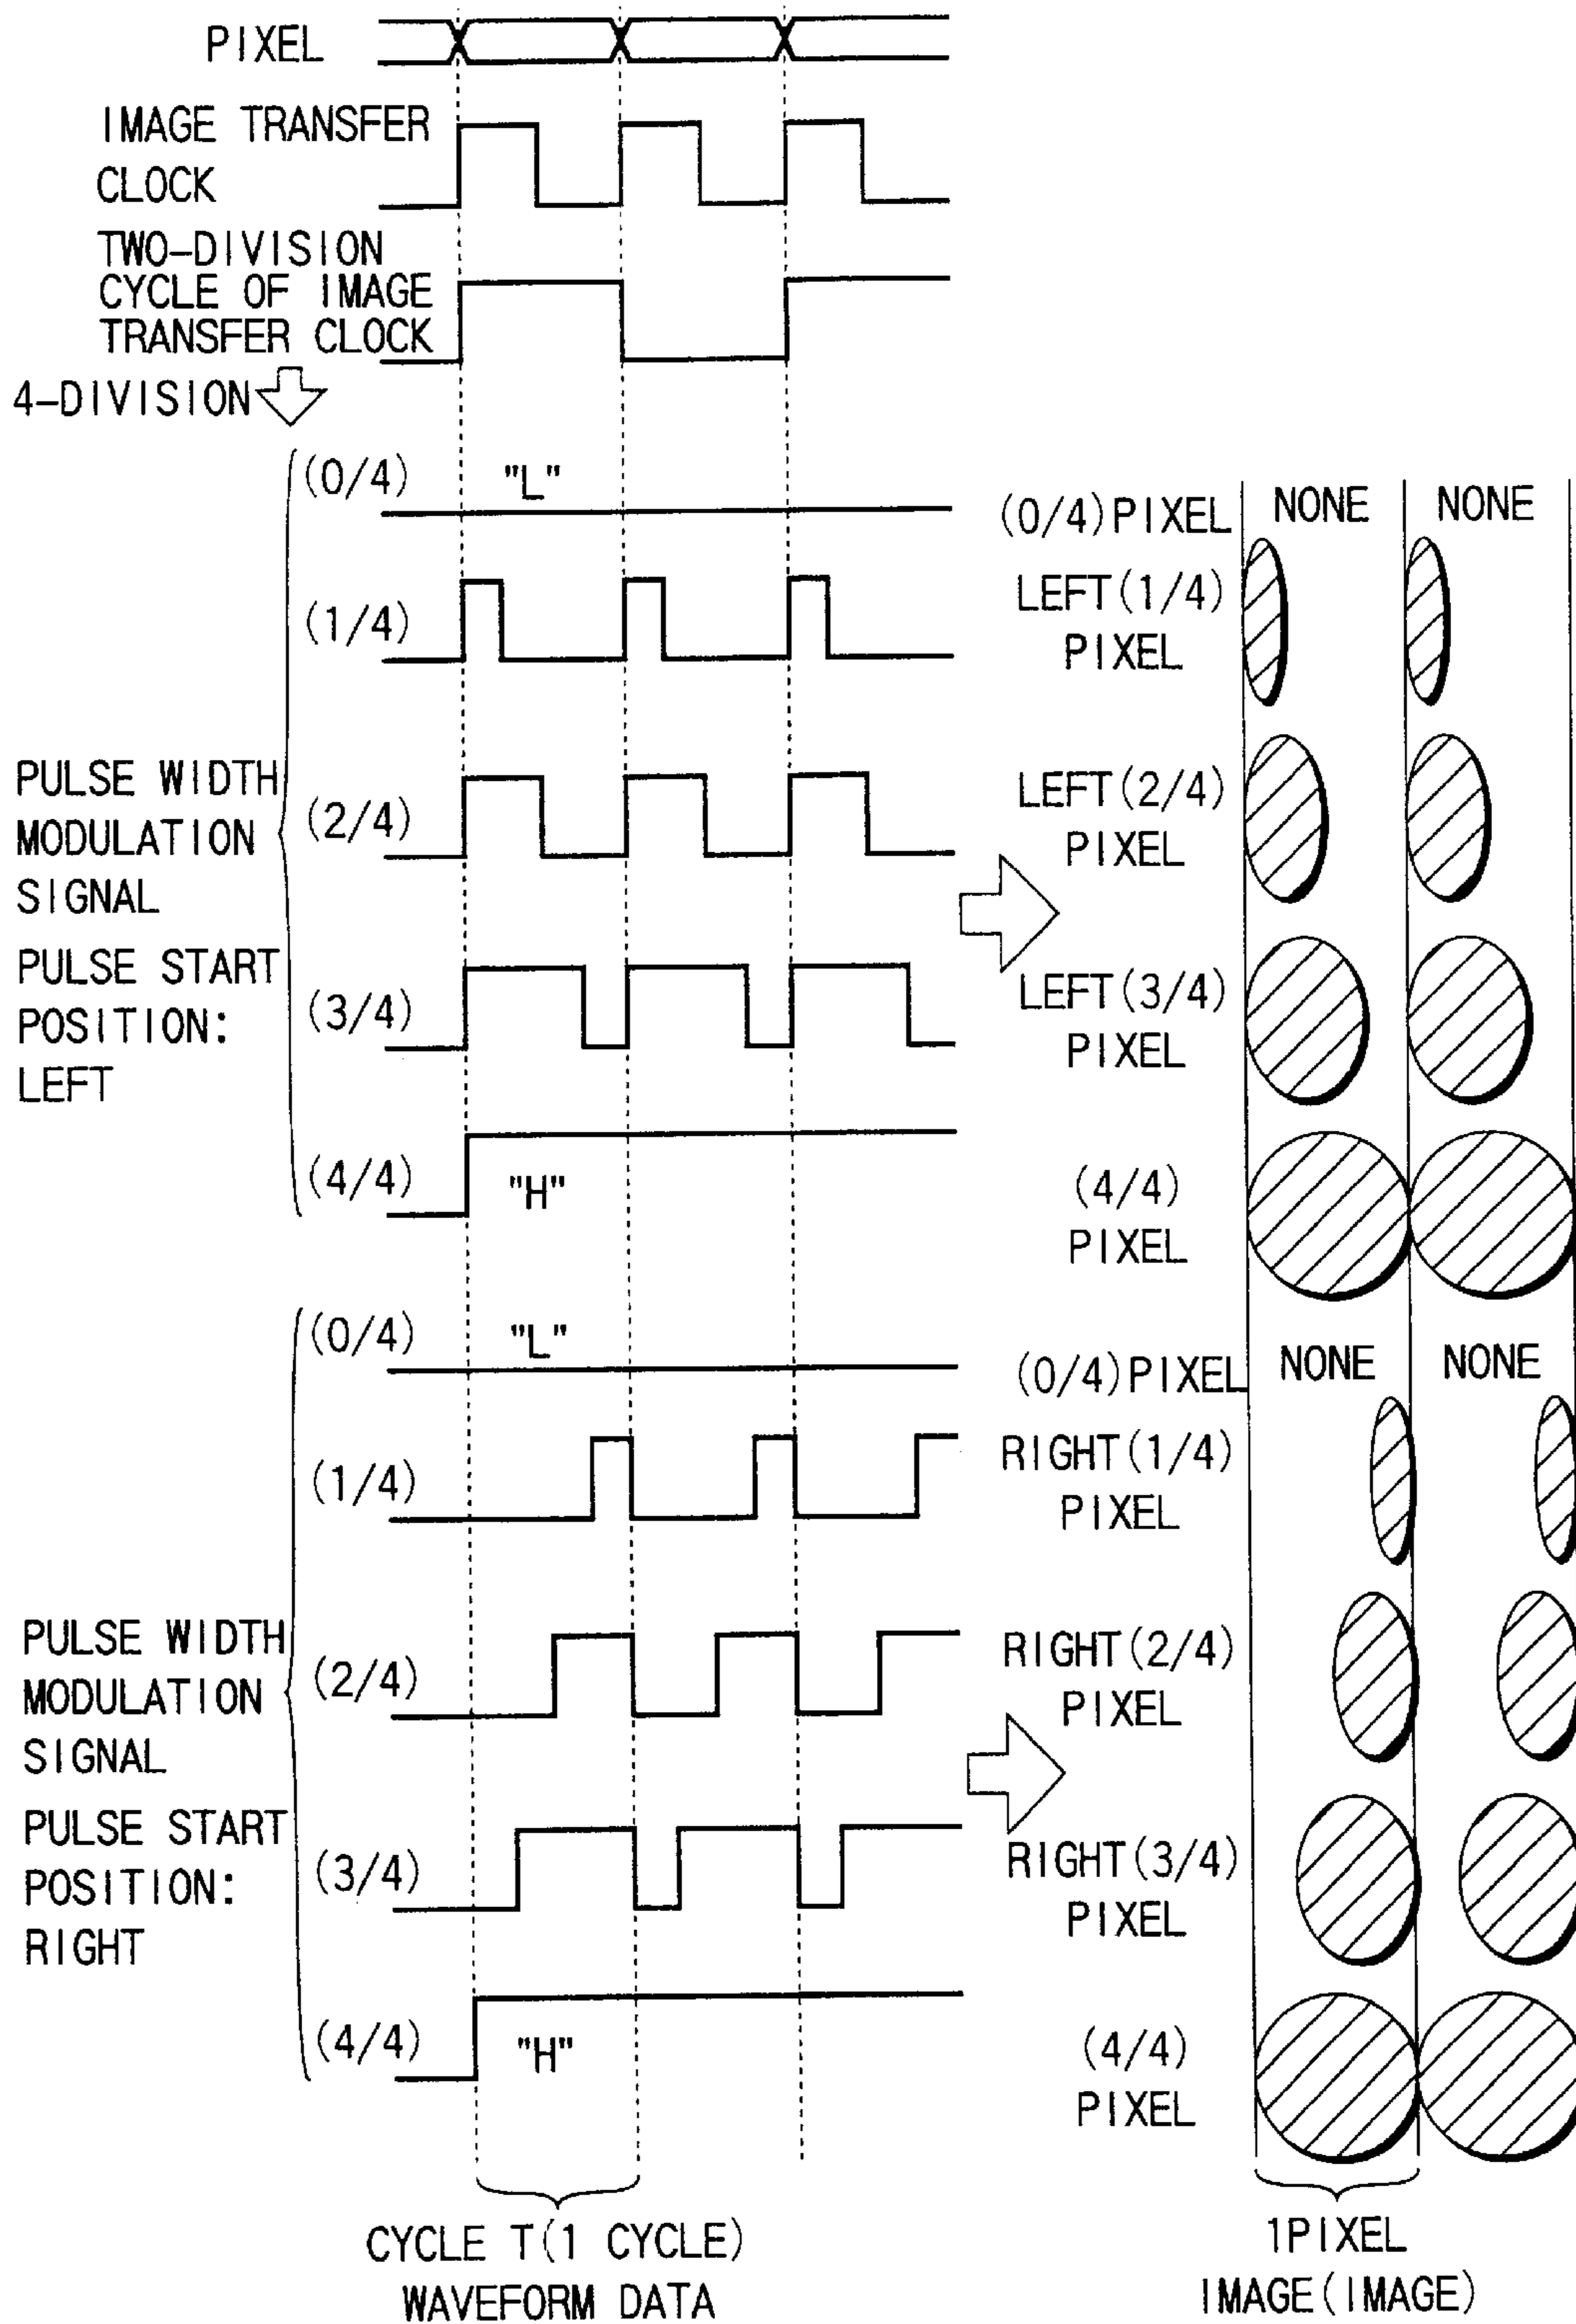 PIXEL
IMAGE TRANSFER
CLOCK
TWO-DIVISION
CYCLE OF IMAGE
TRANSFER CLOCK
4-DIVISION
(0/4)
"L"
(1/4)
(2/4)
(3/4)
(4/4)
"H"
PULSE WIDTH
MODULATION
SIGNAL
PULSE START
POSITION:
LEFT
(0/4)PIXEL
NONE
NONE
LEFT(1/4)
PIXEL
LEFT(2/4)
PIXEL
LEFT(3/4)
PIXEL
(4/4)
PIXEL
(0/4)
"L"
(1/4)
(2/4)
(3/4)
(4/4)
"H"
PULSE WIDTH
MODULATION
SIGNAL
PULSE START
POSITION:
RIGHT
(0/4)PIXEL
NONE
NONE
RIGHT(1/4)
PIXEL
RIGHT(2/4)
PIXEL
RIGHT(3/4)
PIXEL
(4/4)
PIXEL
CYCLE T(1 CYCLE)
WAVEFORM DATA
1PIXEL
IMAGE(IMAGE)